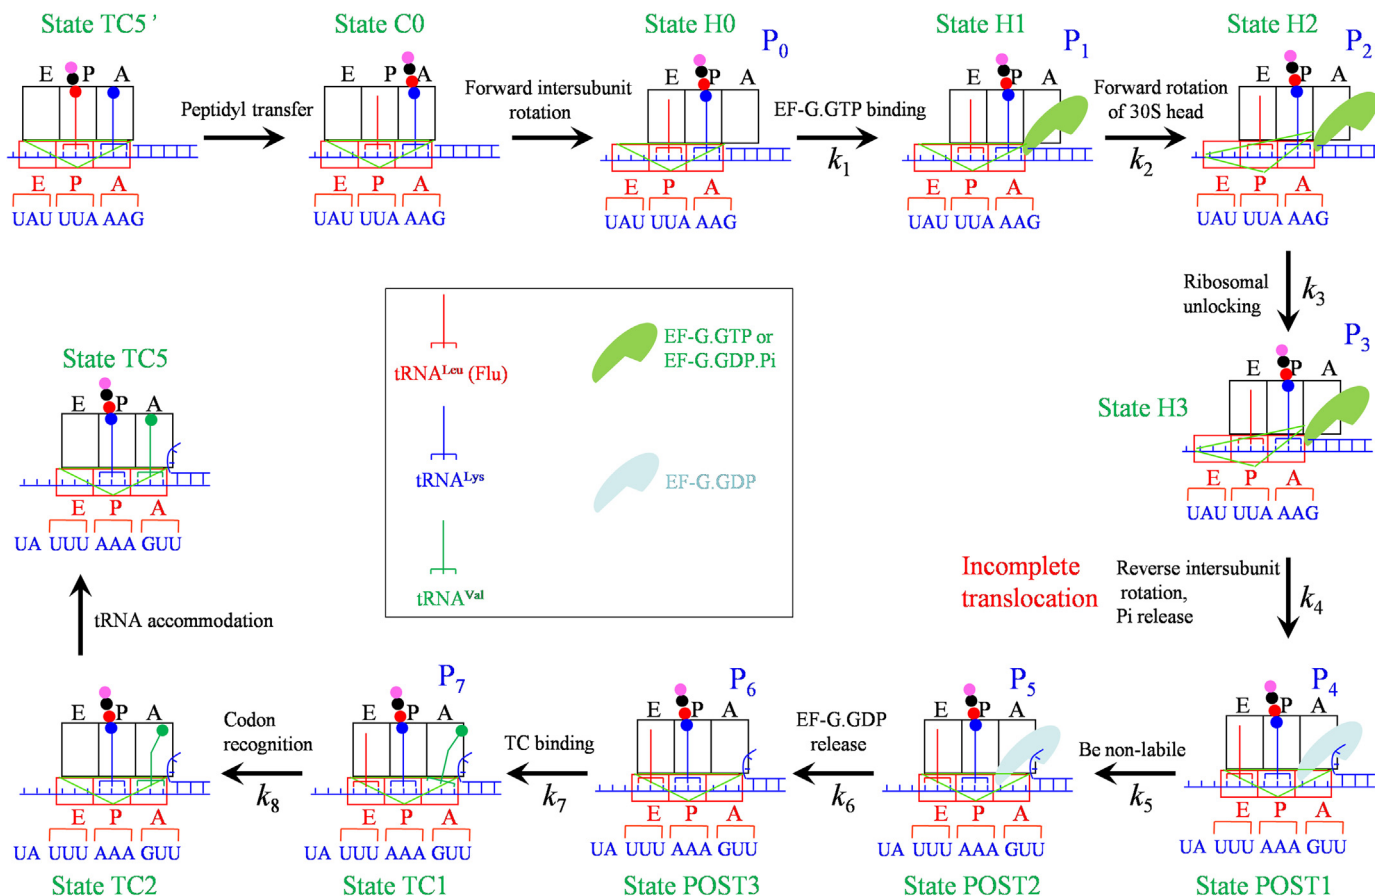 State TC5 '
State C0
State H0
P0
State H1
P1
State H2
P2
E P A
E P A
E P A
E P A
E P A
Peptidyl transfer
Forward intersubunit
rotation
EF-G.GTP binding
k1
Forward rotation
of 30S head
k2
E P A
E P A
E P A
E P A
E P A
UAU UUA AAG
UAU UUA AAG
UAU UUA AAG
UAU UUA AAG
UAU UUA AAG
Ribosomal
unlocking
k3
P3
State H3
E P A
E P A
UAU UUA AAG
tRNALeu (Flu)
EF-G.GTP or
EF-G.GDP.Pi
tRNALys
EF-G.GDP
tRNAVal
State TC5
E P A
E P A
UA UUU AAA GUU
tRNA accommodation
Incomplete
translocation
Reverse intersubunit
rotation,
Pi release
k4
P7
P6
P5
P4
E P A
E P A
E P A
E P A
E P A
Codon
recognition
k8
TC binding
k7
EF-G.GDP
release
k6
Be non-labile
k5
E P A
E P A
E P A
E P A
E P A
UA UUU AAA GUU
UA UUU AAA GUU
UA UUU AAA GUU
UA UUU AAA GUU
UA UUU AAA GUU
State TC2
State TC1
State POST3
State POST2
State POST1